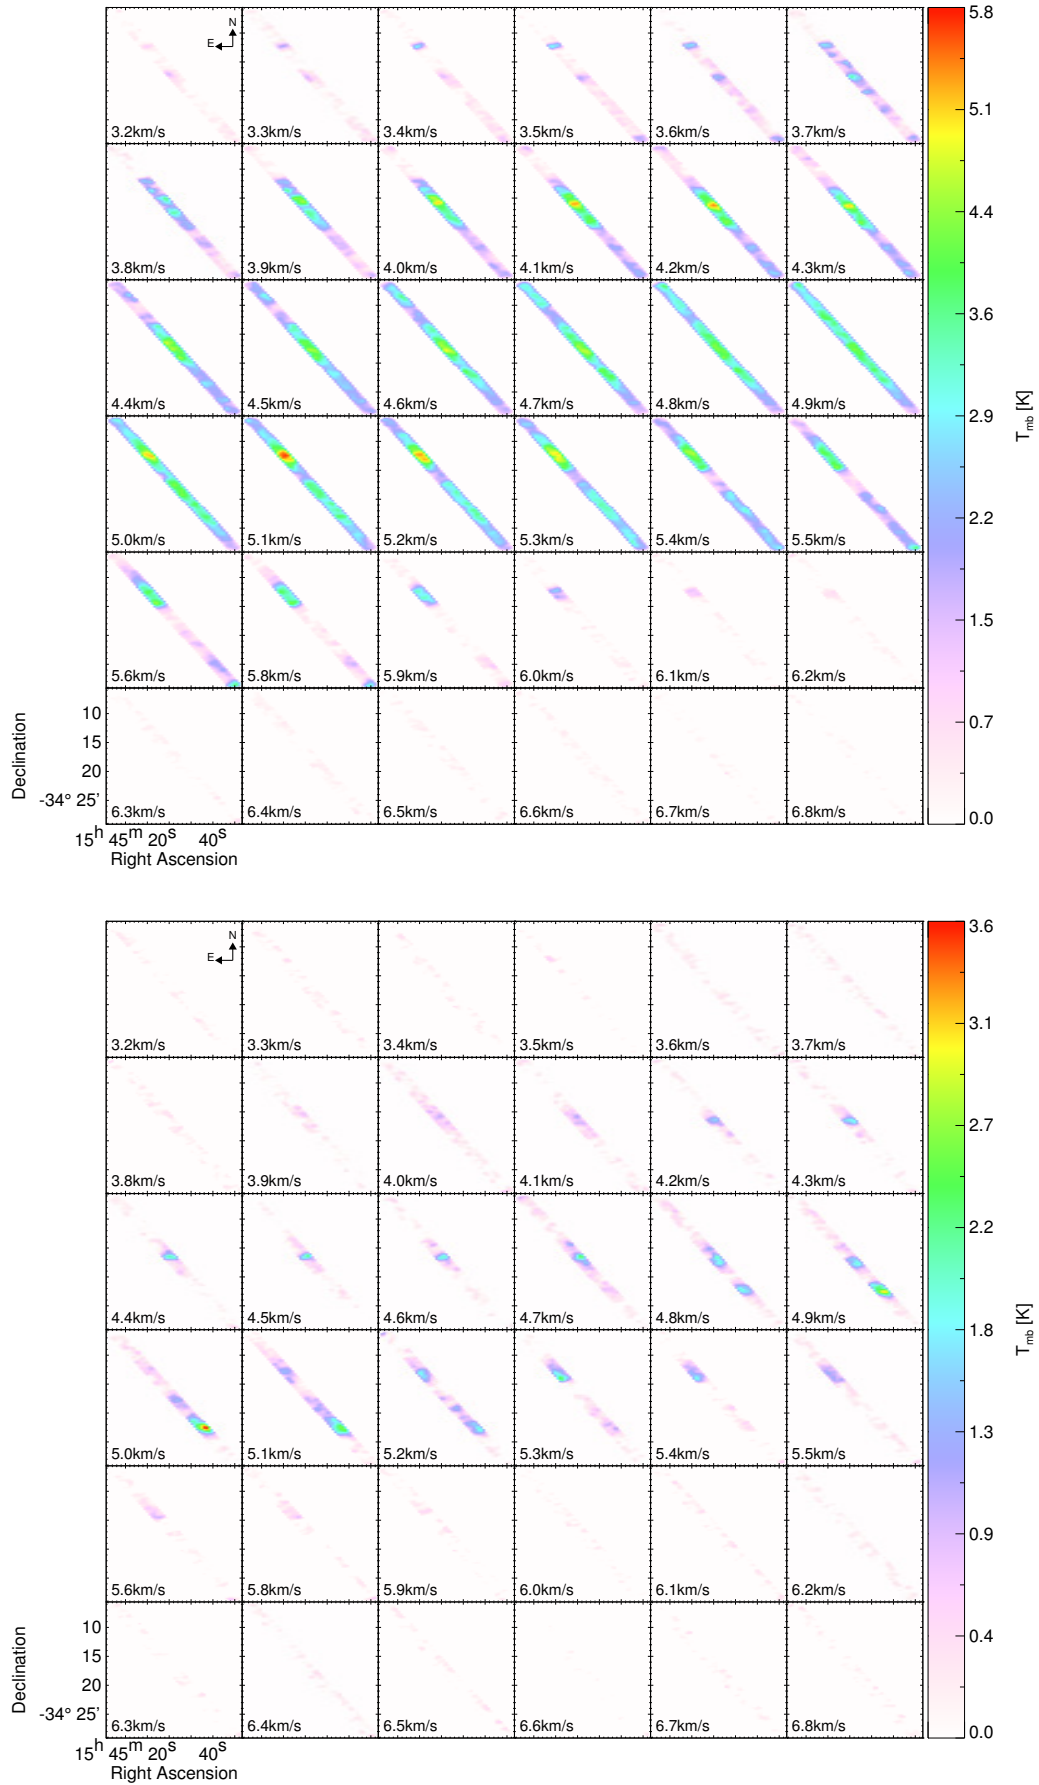 N
E
3.2km/s 3.3km/s 3.4km/s 3.5km/s 3.6km/s 3.7km/s
3.8km/s 3.9km/s 4.0km/s 4.1km/s 4.2km/s 4.3km/s
4.4km/s 4.5km/s 4.6km/s 4.7km/s 4.8km/s 4.9km/s
5.0km/s 5.1km/s 5.2km/s 5.3km/s 5.4km/s 5.5km/s
5.6km/s 5.8km/s 5.9km/s 6.0km/s 6.1km/s 6.2km/s
6.3km/s 6.4km/s 6.5km/s 6.6km/s 6.7km/s 6.8km/s
Declination
10
15
20
-34° 25'
15h 45m 20s 40s
Right Ascension
5.8
5.1
4.4
3.6
2.9
2.2
1.5
0.7
0.0
Tmb [K]
N
E
3.2km/s 3.3km/s 3.4km/s 3.5km/s 3.6km/s 3.7km/s
3.8km/s 3.9km/s 4.0km/s 4.1km/s 4.2km/s 4.3km/s
4.4km/s 4.5km/s 4.6km/s 4.7km/s 4.8km/s 4.9km/s
5.0km/s 5.1km/s 5.2km/s 5.3km/s 5.4km/s 5.5km/s
5.6km/s 5.8km/s 5.9km/s 6.0km/s 6.1km/s 6.2km/s
6.3km/s 6.4km/s 6.5km/s 6.6km/s 6.7km/s 6.8km/s
Declination
10
15
20
-34° 25'
15h 45m 20s 40s
Right Ascension
3.6
3.1
2.7
2.2
1.8
1.3
0.9
0.4
0.0
Tmb [K]